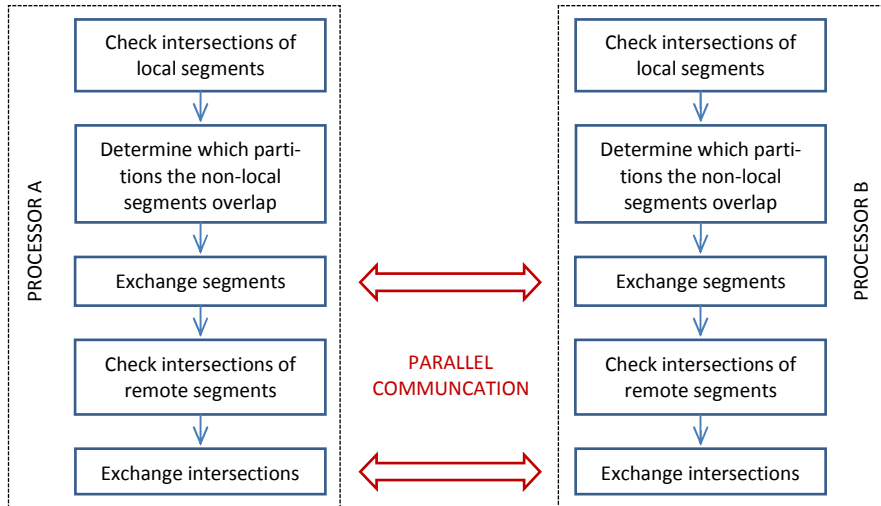 PROCESSOR A
Check intersections of
local segments
Determine which parti-
tions the non-local
segments overlap
Exchange segments
Check intersections of
remote segments
Exchange intersections
PARALLEL
COMMUNCATION
Check intersections of
local segments
Determine which parti-
tions the non-local
segments overlap
Exchange segments
Check intersections of
remote segments
Exchange intersections
PROCESSOR B